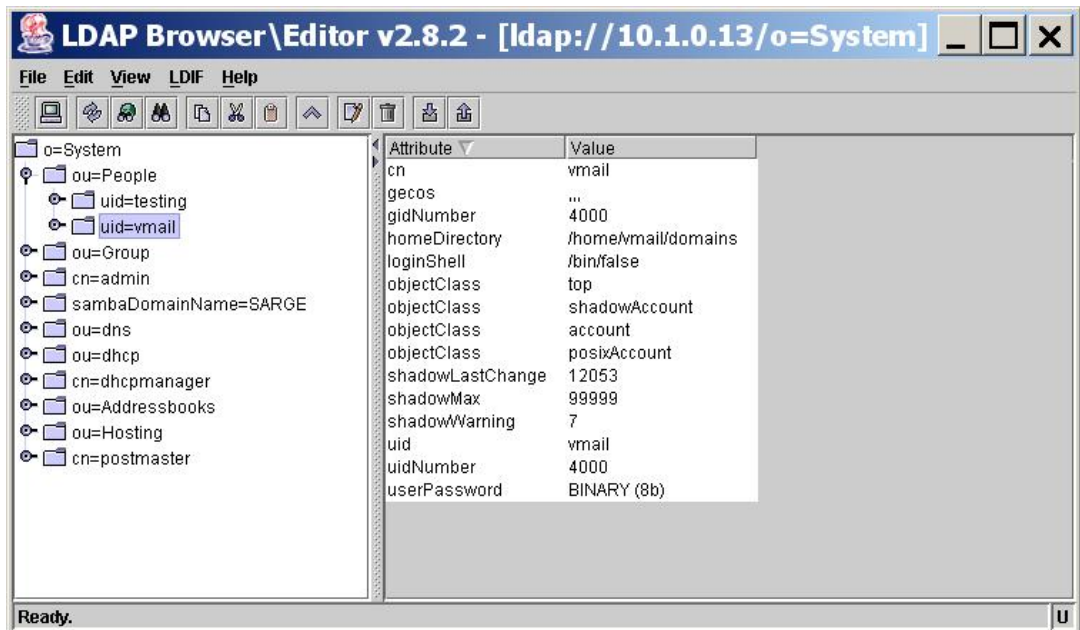 LDAP Browser\Editor v2.8.2 - [ldap://10.1.0.13/o=System]
File Edit View LDIF Help
o=System
ou=People
uid=testing
uid=vmail
ou=Group
cn=admin
sambaDomainName=SARGE
ou=dns
ou=dhcp
cn=dhcpmanager
ou=Addressbooks
ou=Hosting
cn=postmaster
Attribute Value
cn vmail
gecos ,,,
gidNumber 4000
homeDirectory /home/vmail/domains
loginShell /bin/false
objectClass top
objectClass shadowAccount
objectClass account
objectClass posixAccount
shadowLastChange 12053
shadowMax 99999
shadowWarning 7
uid vmail
uidNumber 4000
userPassword BINARY (8b)
Ready. U